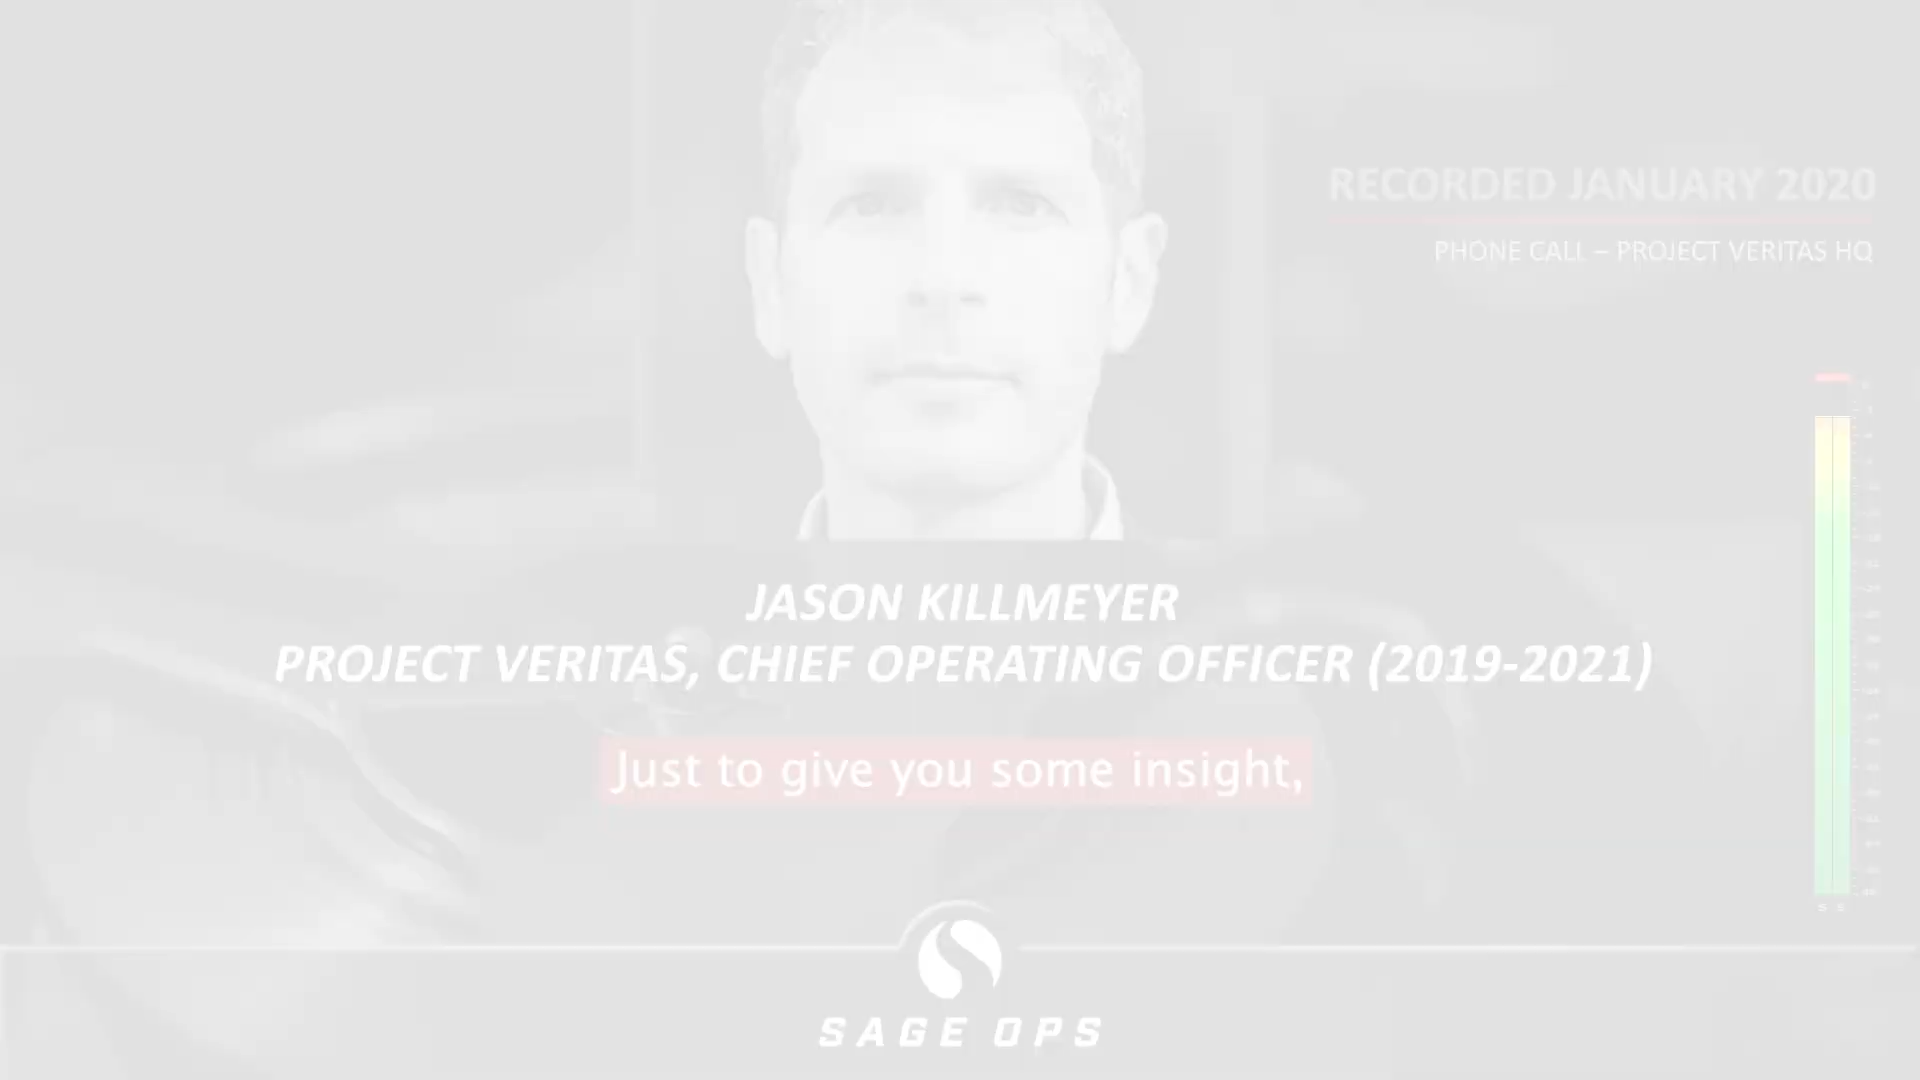 RECORDED JANUARY 2020
PHONE CALL – PROJECT VERITAS HQ
JASON KILLMEYER
PROJECT VERITAS, CHIEF OPERATING OFFICER (2019-2021)
Just to give you some insight,
S S
SAGE OPS